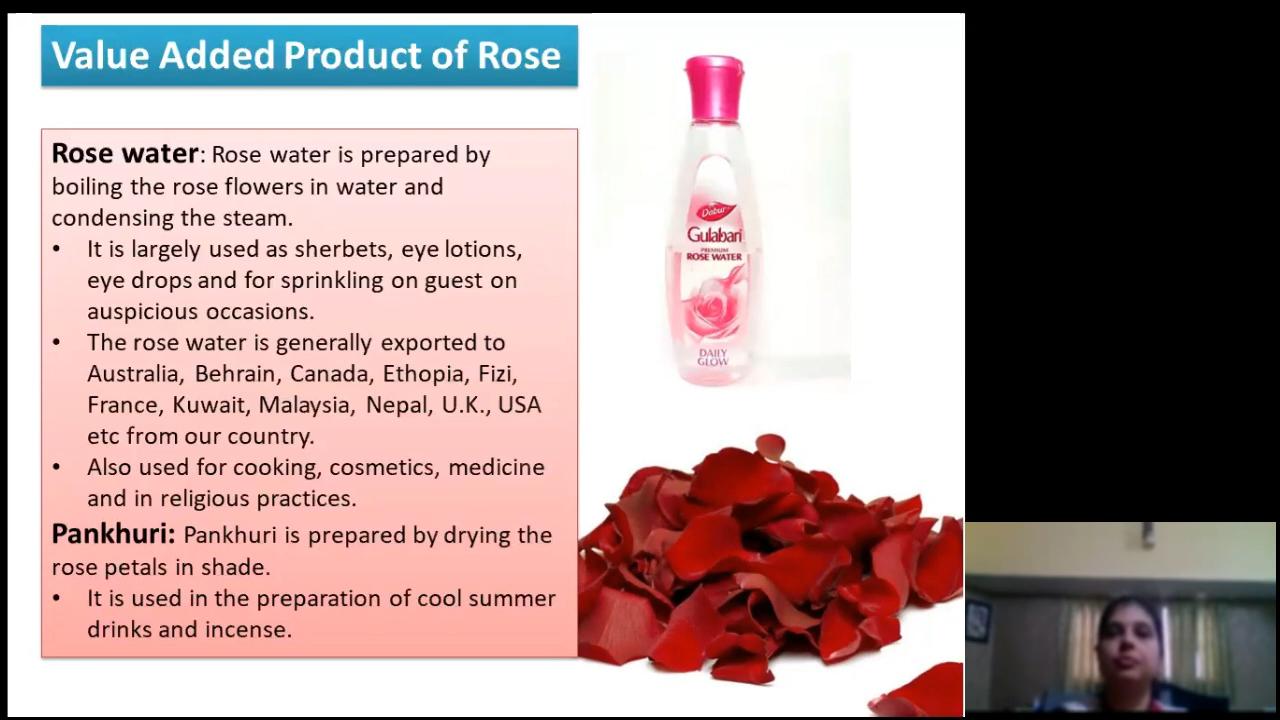 Value Added Product of Rose
Rose water: Rose water is prepared by
boiling the rose flowers in water and
condensing the steam.
• It is largely used as sherbets, eye lotions,
eye drops and for sprinkling on guest on
auspicious occasions.
• The rose water is generally exported to
Australia, Behrain, Canada, Ethopia, Fizi,
France, Kuwait, Malaysia, Nepal, U.K., USA
etc from our country.
• Also used for cooking, cosmetics, medicine
and in religious practices.
Pankhuri: Pankhuri is prepared by drying the
rose petals in shade.
• It is used in the preparation of cool summer
drinks and incense.
Dabur
Gulabari
PREMIUM
ROSE WATER
DAILY
GLOW